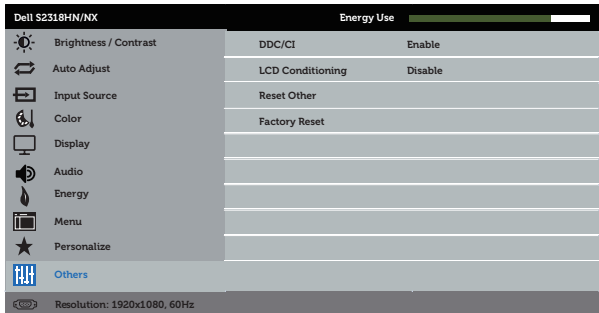 Dell S2318HN/NX Energy Use
Brightness / Contrast
DDC/CI Enable
Auto Adjust
LCD Conditioning Disable
Input Source
Reset Other
Color
Factory Reset
Display
Audio
Energy
Menu
Personalize
Others
Resolution: 1920x1080, 60Hz